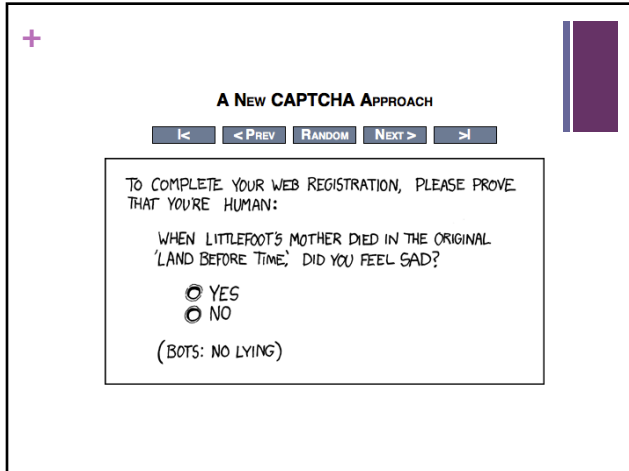 +
A NEW CAPTCHA APPROACH
|< < PREV RANDOM NEXT > >|
TO COMPLETE YOUR WEB REGISTRATION, PLEASE PROVE
THAT YOU'RE HUMAN:
WHEN LITTLEFOOT'S MOTHER DIED IN THE ORIGINAL
'LAND BEFORE TIME,' DID YOU FEEL SAD?
YES
NO
(BOTS: NO LYING)